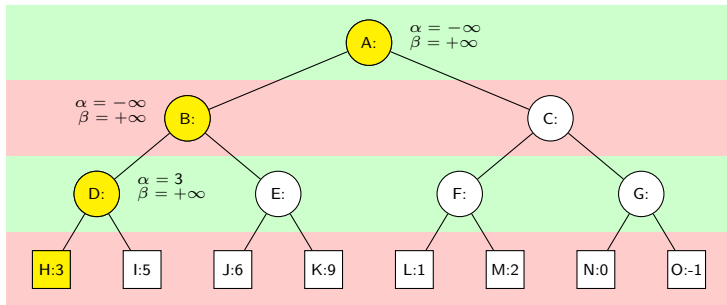 A:
α = −∞
β = +∞
α = −∞
β = +∞
B:
C:
D:
α = 3
β = +∞
E:
F:
G:
H:3
I:5
J:6
K:9
L:1
M:2
N:0
O:-1